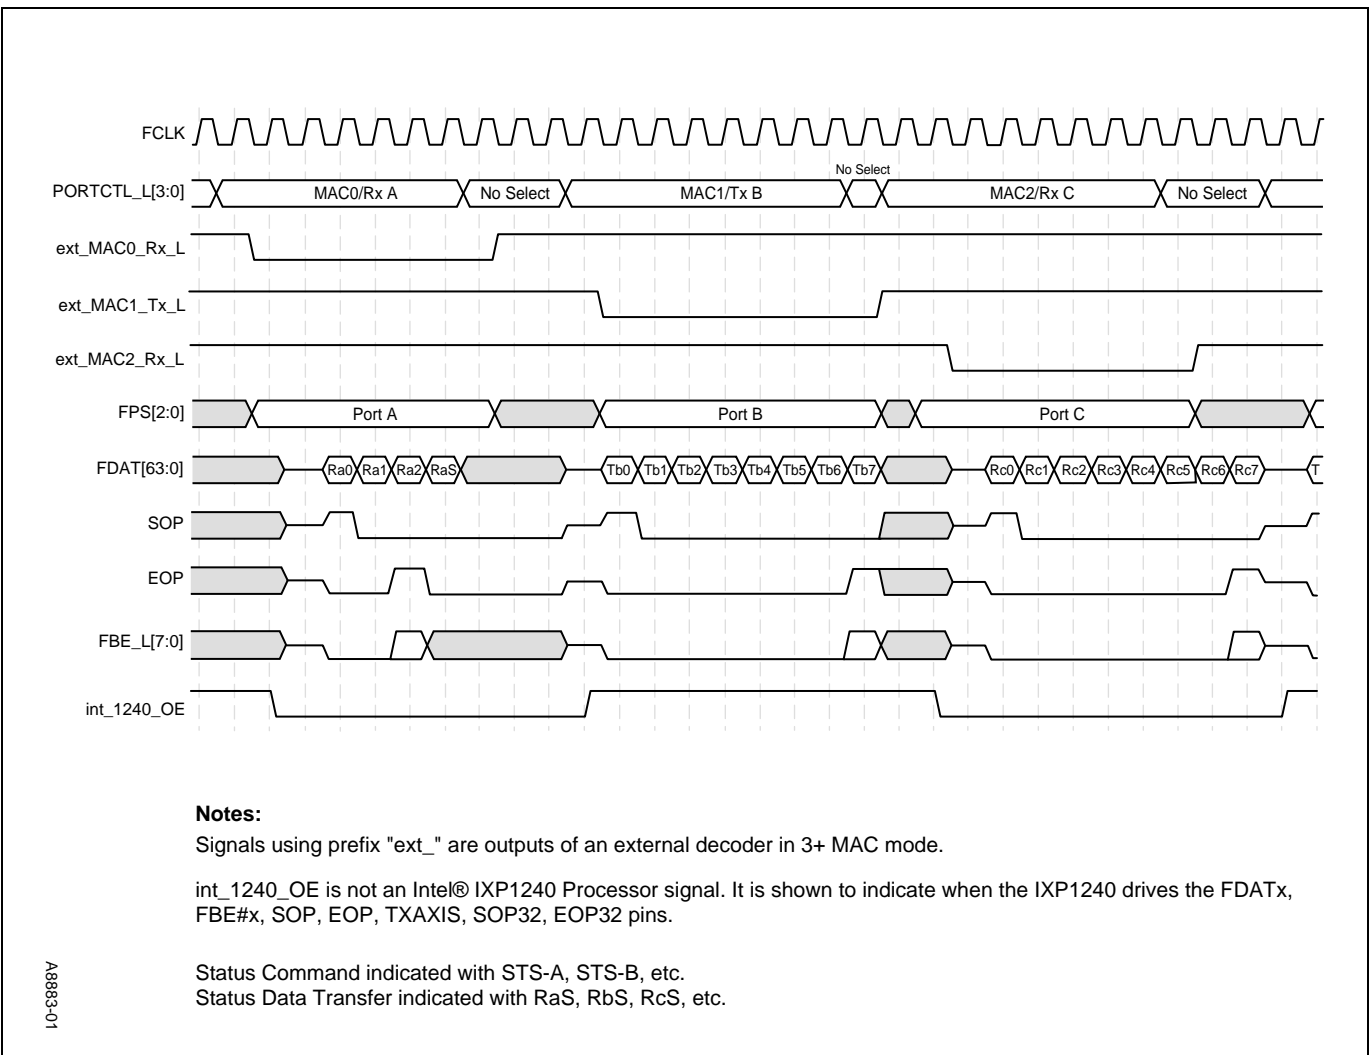 FCLK
No Select
PORTCTL_L[3:0] MAC0/Rx A No Select MAC1/Tx B MAC2/Rx C No Select
ext_MAC0_Rx_L
ext_MAC1_Tx_L
ext_MAC2_Rx_L
FPS[2:0] Port A Port B Port C
FDAT[63:0] Ra0 Ra1 Ra2 RaS Tb0 Tb1 Tb2 Tb3 Tb4 Tb5 Tb6 Tb7 Rc0 Rc1 Rc2 Rc3 Rc4 Rc5 Rc6 Rc7 T
SOP
EOP
FBE_L[7:0]
int_1240_OE
Notes:
Signals using prefix "ext_" are outputs of an external decoder in 3+ MAC mode.
int_1240_OE is not an Intel® IXP1240 Processor signal. It is shown to indicate when the IXP1240 drives the FDATx,
FBE#x, SOP, EOP, TXAXIS, SOP32, EOP32 pins.
Status Command indicated with STS-A, STS-B, etc.
Status Data Transfer indicated with RaS, RbS, RcS, etc.
A8883-01